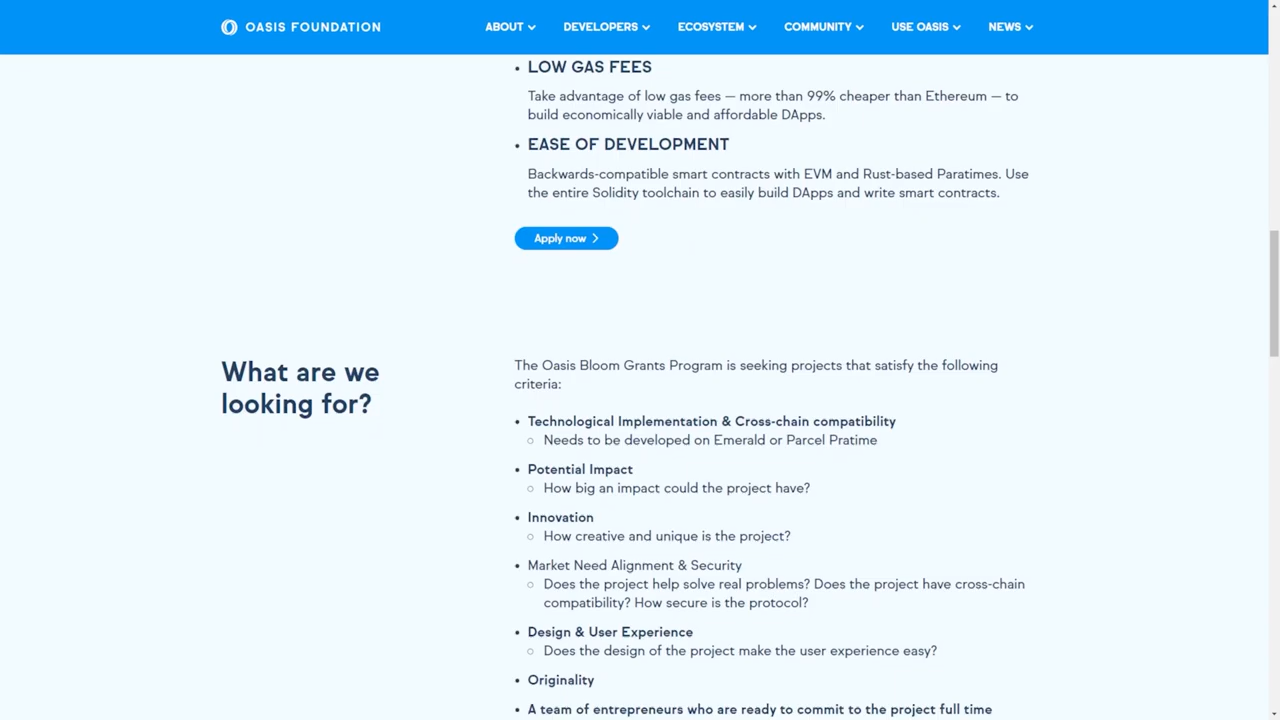 OASIS FOUNDATION ABOUT DEVELOPERS ECOSYSTEM COMMUNITY USE OASIS NEWS
• LOW GAS FEES
Take advantage of low gas fees — more than 99% cheaper than Ethereum — to
build economically viable and affordable DApps.
• EASE OF DEVELOPMENT
Backwards-compatible smart contracts with EVM and Rust-based Paratimes. Use
the entire Solidity toolchain to easily build DApps and write smart contracts.
Apply now >
What are we
looking for?
The Oasis Bloom Grants Program is seeking projects that satisfy the following
criteria:
• Technological Implementation & Cross-chain compatibility
○ Needs to be developed on Emerald or Parcel Pratime
• Potential Impact
○ How big an impact could the project have?
• Innovation
○ How creative and unique is the project?
• Market Need Alignment & Security
○ Does the project help solve real problems? Does the project have cross-chain
compatibility? How secure is the protocol?
• Design & User Experience
○ Does the design of the project make the user experience easy?
• Originality
• A team of entrepreneurs who are ready to commit to the project full time